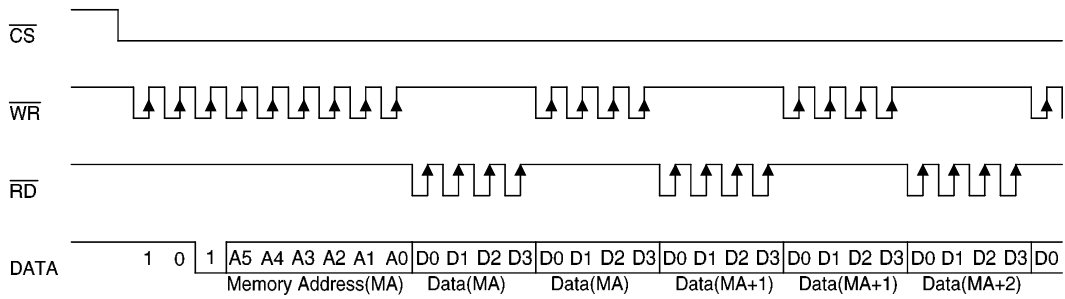 CS
WR
RD
DATA 1 0 1 A5 A4 A3 A2 A1 A0 D0 D1 D2 D3 D0 D1 D2 D3 D0 D1 D2 D3 D0 D1 D2 D3 D0 D1 D2 D3 D0
Memory Address(MA) Data(MA) Data(MA) Data(MA+1) Data(MA+1) Data(MA+2)